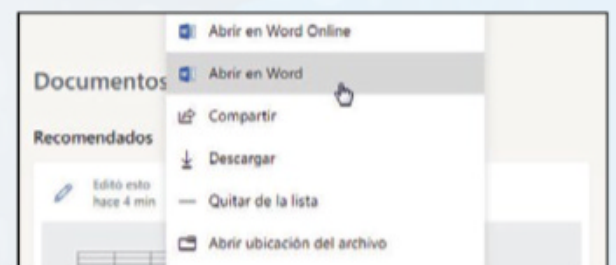 Abrir en Word Online
Documentos
Abrir en Word
Compartir
Recomendados
Descargar
Editó esto
hace 4 min
Quitar de la lista
Abrir ubicación del archivo